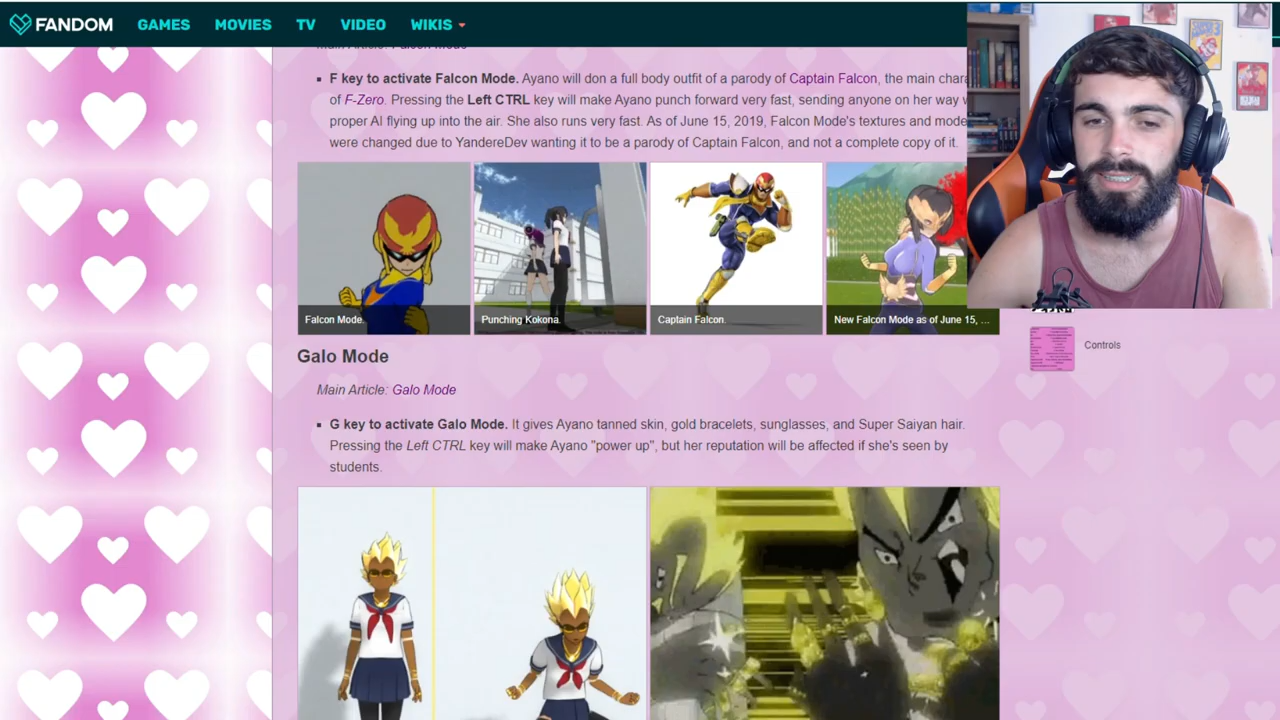 FANDOM GAMES MOVIES TV VIDEO WIKIS
F key to activate Falcon Mode. Ayano will don a full body outfit of a parody of Captain Falcon, the main
of F-Zero. Pressing the Left CTRL key will make Ayano punch forward very fast, sending anyone on her way
proper AI flying up into the air. She also runs very fast. As of June 15, 2019, Falcon Mode's textures and
were changed due to YandereDev wanting it to be a parody of Captain Falcon, and not a complete copy of it.
Falcon Mode.
Punching Kokona.
Captain Falcon.
New Falcon Mode as of June 15, ...
Controls
Galo Mode
Main Article: Galo Mode
G key to activate Galo Mode. It gives Ayano tanned skin, gold bracelets, sunglasses, and Super Saiyan hair.
Pressing the Left CTRL key will make Ayano "power up", but her reputation will be affected if she's seen by
students.